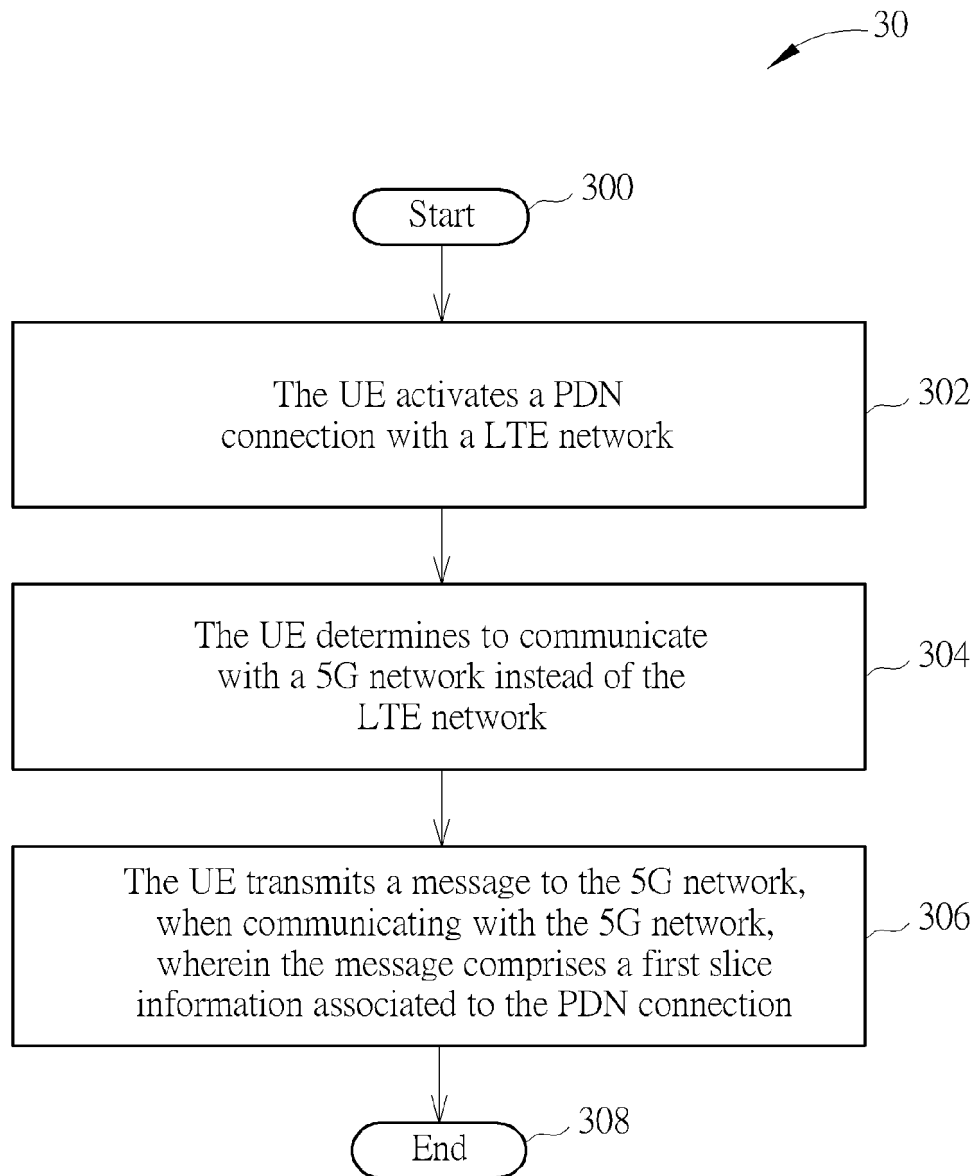 30
Start
300
The UE activates a PDN
connection with a LTE network
302
The UE determines to communicate
with a 5G network instead of the
LTE network
304
The UE transmits a message to the 5G network,
when communicating with the 5G network,
wherein the message comprises a first slice
information associated to the PDN connection
306
End
308